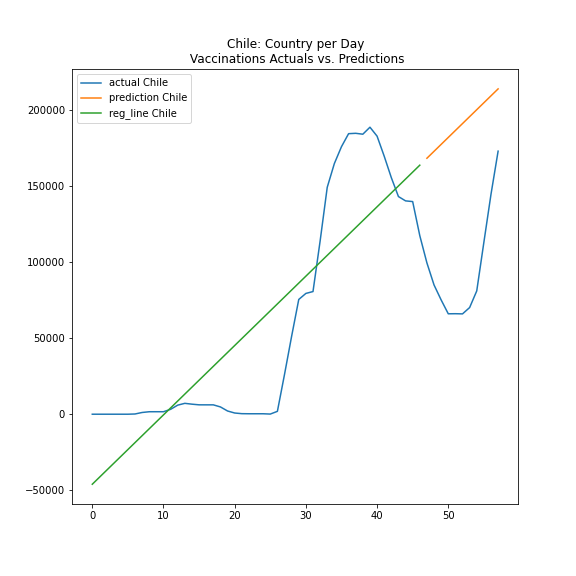 Chile: Country per Day
Vaccinations Actuals vs. Predictions
actual Chile
prediction Chile
reg_line Chile
200000
150000
100000
50000
0
−50000
0 10 20 30 40 50